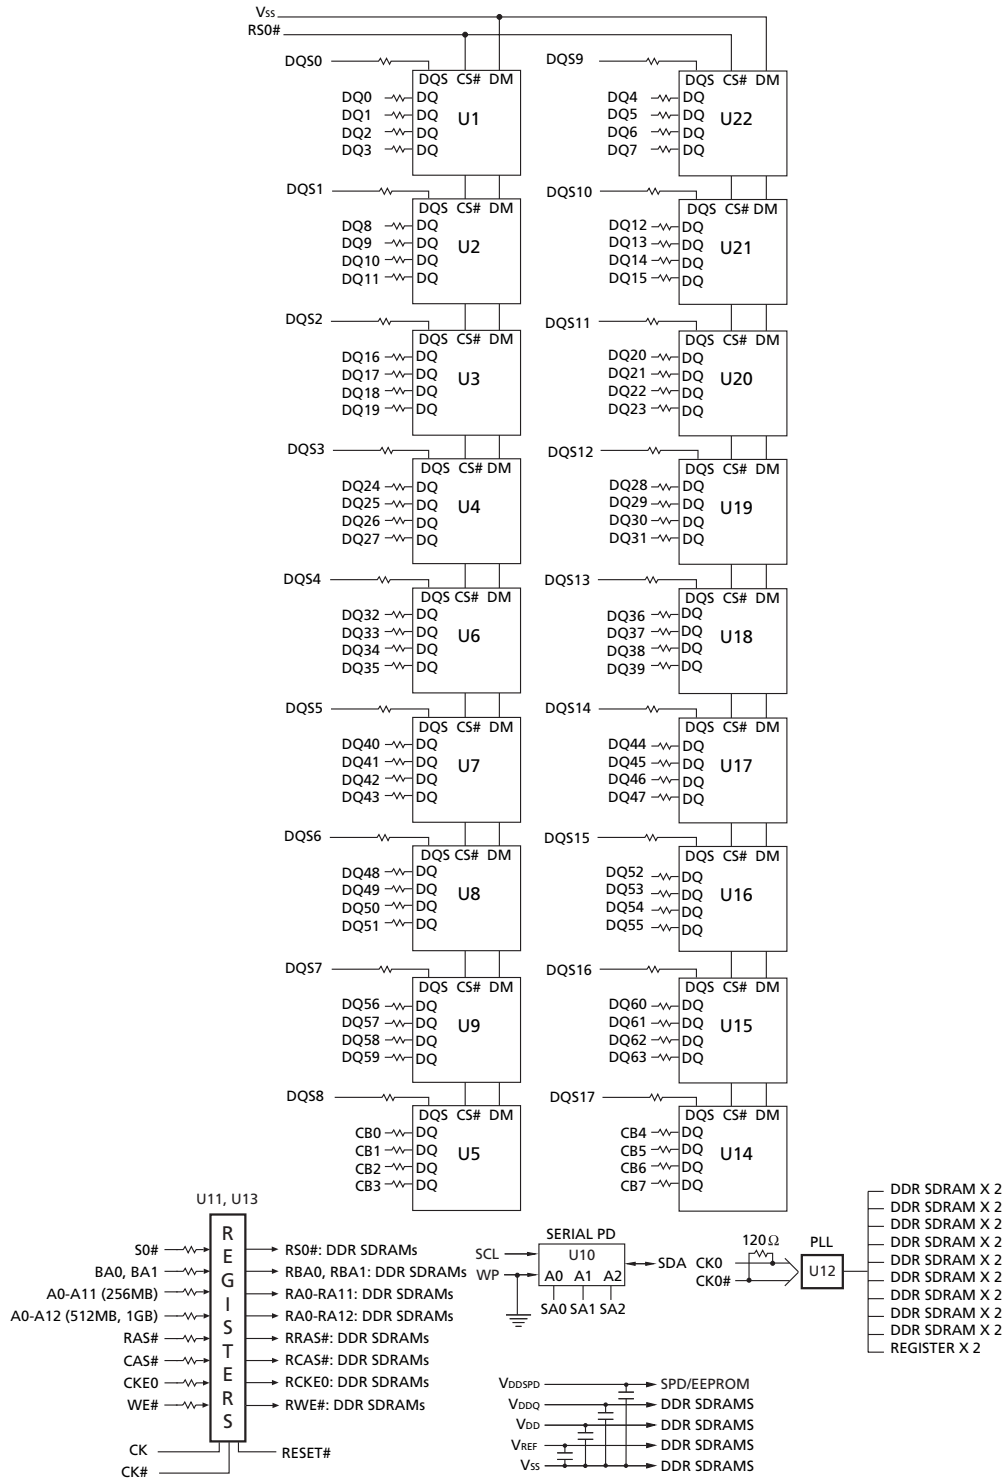 Vss
RS0#
DQS0
DQS CS# DM
DQ0 DQ
DQ1 DQ
DQ2 DQ
DQ3 DQ
U1
DQS9
DQS CS# DM
DQ4 DQ
DQ5 DQ
DQ6 DQ
DQ7 DQ
U22
DQS1
DQS CS# DM
DQ8 DQ
DQ9 DQ
DQ10 DQ
DQ11 DQ
U2
DQS10
DQS CS# DM
DQ12 DQ
DQ13 DQ
DQ14 DQ
DQ15 DQ
U21
DQS2
DQS CS# DM
DQ16 DQ
DQ17 DQ
DQ18 DQ
DQ19 DQ
U3
DQS11
DQS CS# DM
DQ20 DQ
DQ21 DQ
DQ22 DQ
DQ23 DQ
U20
DQS3
DQS CS# DM
DQ24 DQ
DQ25 DQ
DQ26 DQ
DQ27 DQ
U4
DQS12
DQS CS# DM
DQ28 DQ
DQ29 DQ
DQ30 DQ
DQ31 DQ
U19
DQS4
DQS CS# DM
DQ32 DQ
DQ33 DQ
DQ34 DQ
DQ35 DQ
U6
DQS13
DQS CS# DM
DQ36 DQ
DQ37 DQ
DQ38 DQ
DQ39 DQ
U18
DQS5
DQS CS# DM
DQ40 DQ
DQ41 DQ
DQ42 DQ
DQ43 DQ
U7
DQS14
DQS CS# DM
DQ44 DQ
DQ45 DQ
DQ46 DQ
DQ47 DQ
U17
DQS6
DQS CS# DM
DQ48 DQ
DQ49 DQ
DQ50 DQ
DQ51 DQ
U8
DQS15
DQS CS# DM
DQ52 DQ
DQ53 DQ
DQ54 DQ
DQ55 DQ
U16
DQS7
DQS CS# DM
DQ56 DQ
DQ57 DQ
DQ58 DQ
DQ59 DQ
U9
DQS16
DQS CS# DM
DQ60 DQ
DQ61 DQ
DQ62 DQ
DQ63 DQ
U15
DQS8
DQS CS# DM
CB0 DQ
CB1 DQ
CB2 DQ
CB3 DQ
U5
DQS17
DQS CS# DM
CB4 DQ
CB5 DQ
CB6 DQ
CB7 DQ
U14
U11, U13
REGISTERS
S0#
BA0, BA1
A0-A11 (256MB)
A0-A12 (512MB, 1GB)
RAS#
CAS#
CKE0
WE#
CK
CK#
RESET#
RS0#: DDR SDRAMs
RBA0, RBA1: DDR SDRAMs
RA0-RA11: DDR SDRAMs
RA0-RA12: DDR SDRAMs
RRAS#: DDR SDRAMs
RCAS#: DDR SDRAMs
RCKE0: DDR SDRAMs
RWE#: DDR SDRAMs
SERIAL PD
U10
SCL
WP
A0 A1 A2
SA0 SA1 SA2
SDA
CK0
CK0#
120Ω
PLL
U12
DDR SDRAM X 2
DDR SDRAM X 2
DDR SDRAM X 2
DDR SDRAM X 2
DDR SDRAM X 2
DDR SDRAM X 2
DDR SDRAM X 2
DDR SDRAM X 2
DDR SDRAM X 2
REGISTER X 2
VDDSPD SPD/EEPROM
VDDQ DDR SDRAMS
VDD DDR SDRAMS
VREF DDR SDRAMS
Vss DDR SDRAMS